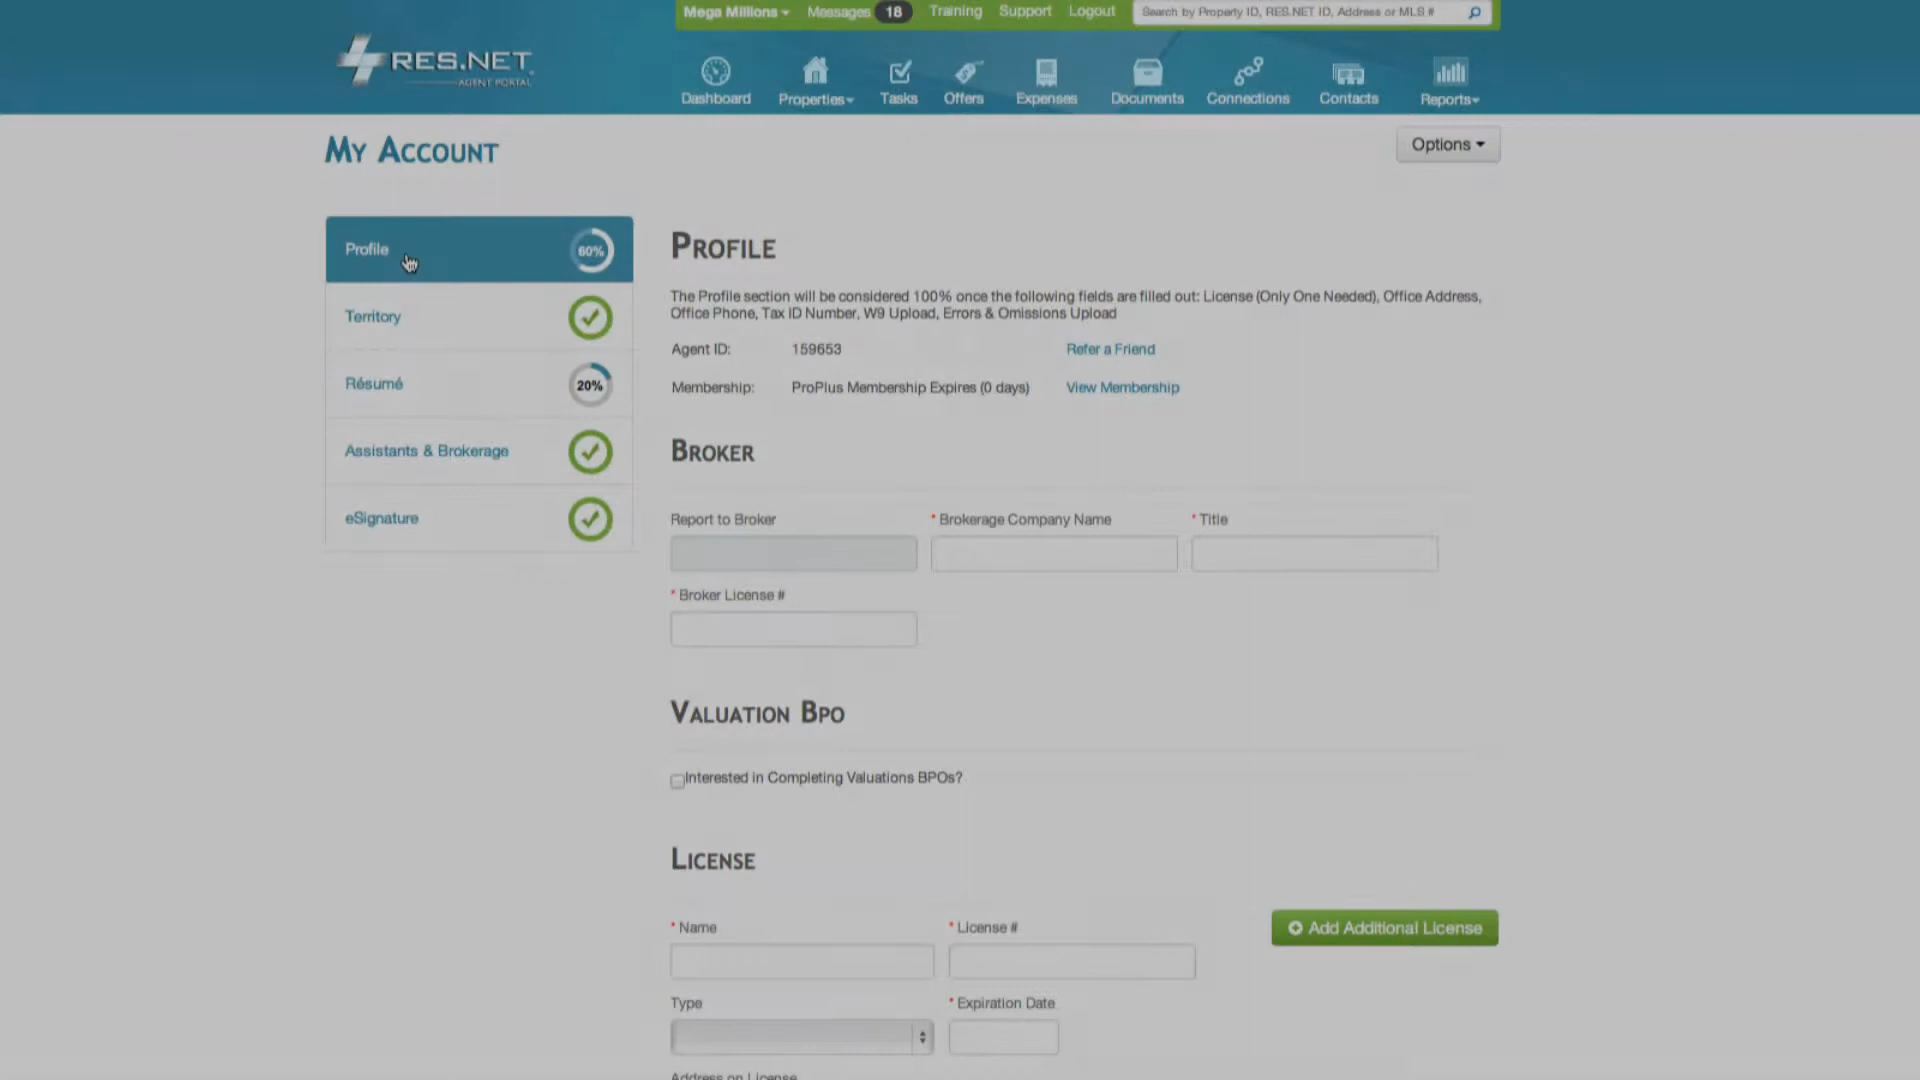 Mega Millions Messages 18 Training Support Logout Search by Property ID, RES.NET ID, Address or MLS #
RES.NET
AGENT PORTAL
Dashboard Properties Tasks Offers Expenses Documents Connections Contacts Reports
My Account
Options
Profile 60%
Territory
Résumé 20%
Assistants & Brokerage
eSignature
Profile
The Profile section will be considered 100% once the following fields are filled out: License (Only One Needed), Office Address,
Office Phone, Tax ID Number, W9 Upload, Errors & Omissions Upload
Agent ID: 159653 Refer a Friend
Membership: ProPlus Membership Expires (0 days) View Membership
Broker
Report to Broker * Brokerage Company Name * Title
* Broker License #
Valuation Bpo
Interested in Completing Valuations BPOs?
License
* Name * License # Add Additional License
Type * Expiration Date
Address on License